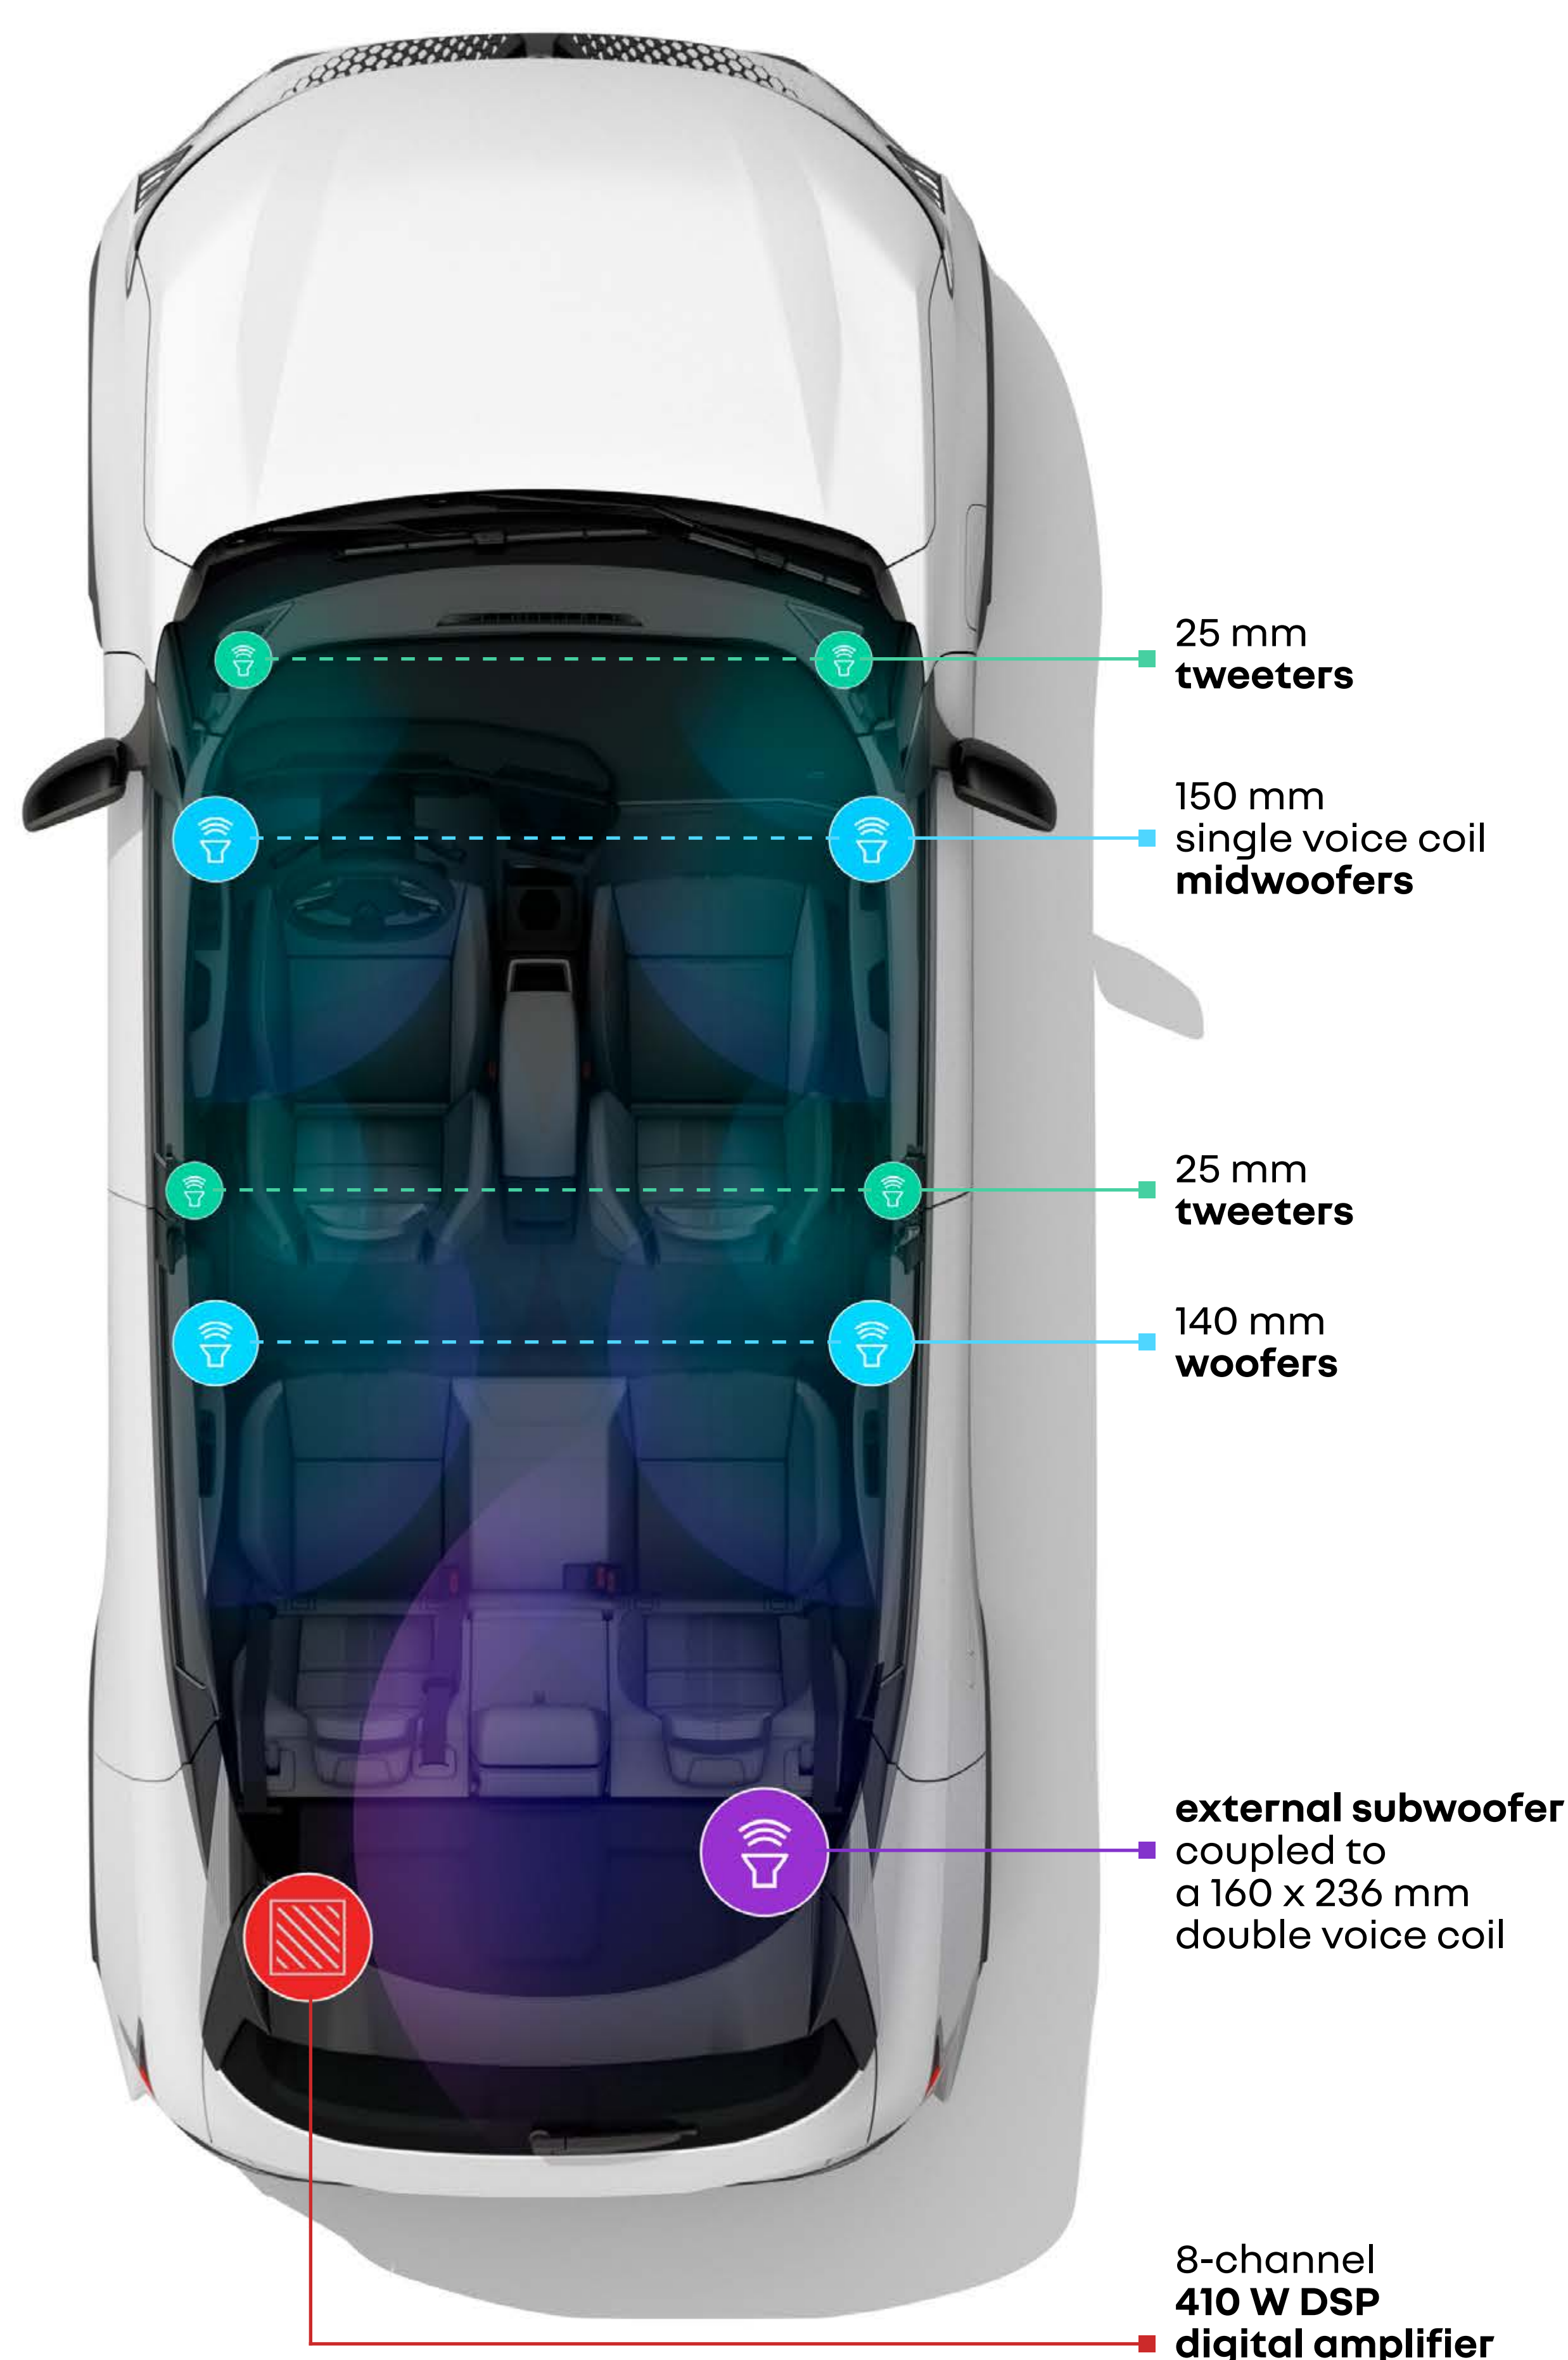 25 mm
tweeters
150 mm
single voice coil
midwoofers
25 mm
tweeters
140 mm
woofers
external subwoofer
coupled to
a 160 x 236 mm
double voice coil
8-channel
410 W DSP
digital amplifier